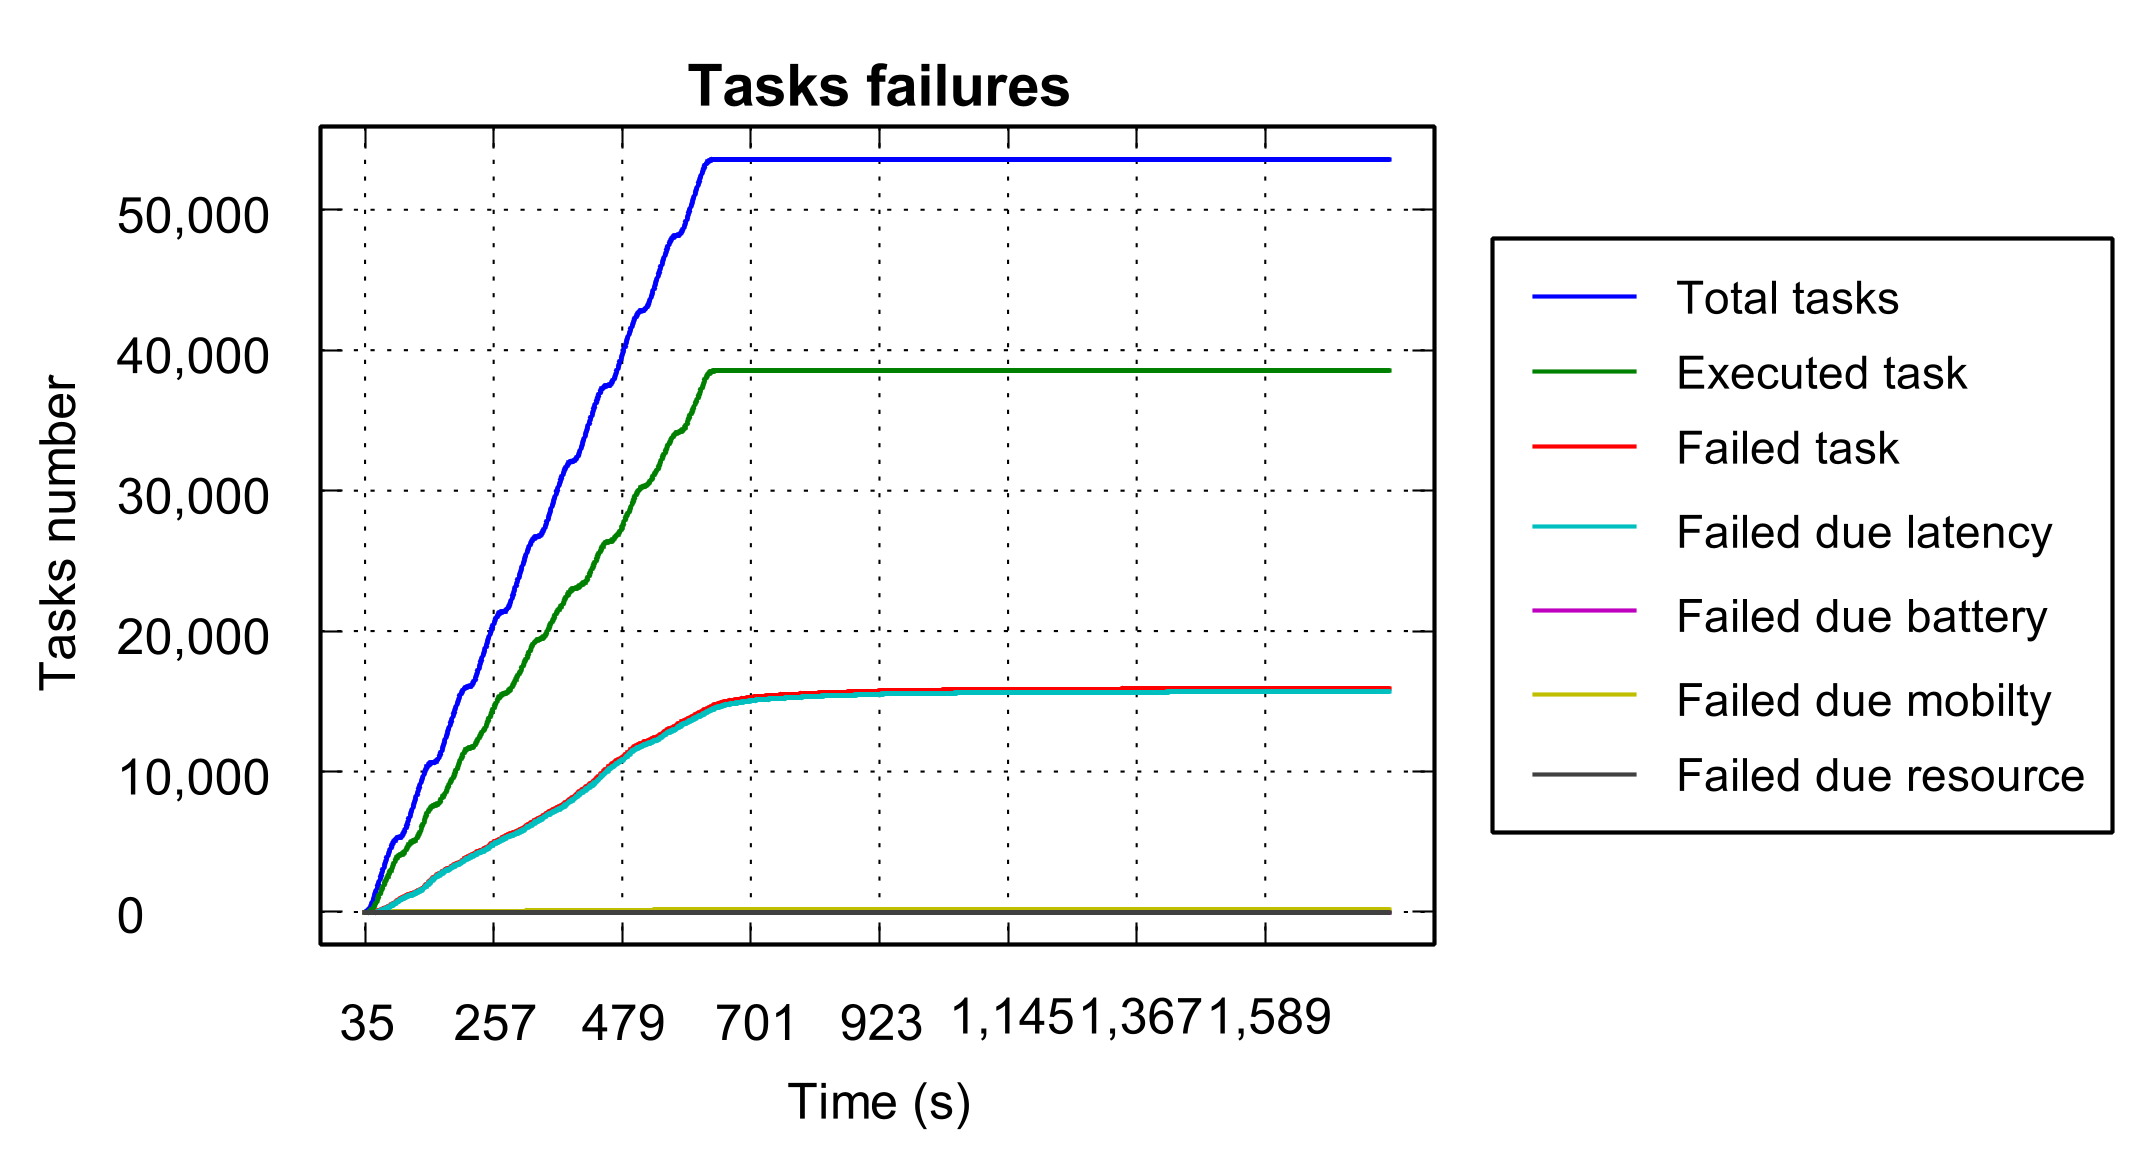 Tasks failures
50,000
40,000
30,000
20,000
10,000
0
Tasks number
35 257 479 701 923 1,145 1,367 1,589
Time (s)
Total tasks
Executed task
Failed task
Failed due latency
Failed due battery
Failed due mobilty
Failed due resource